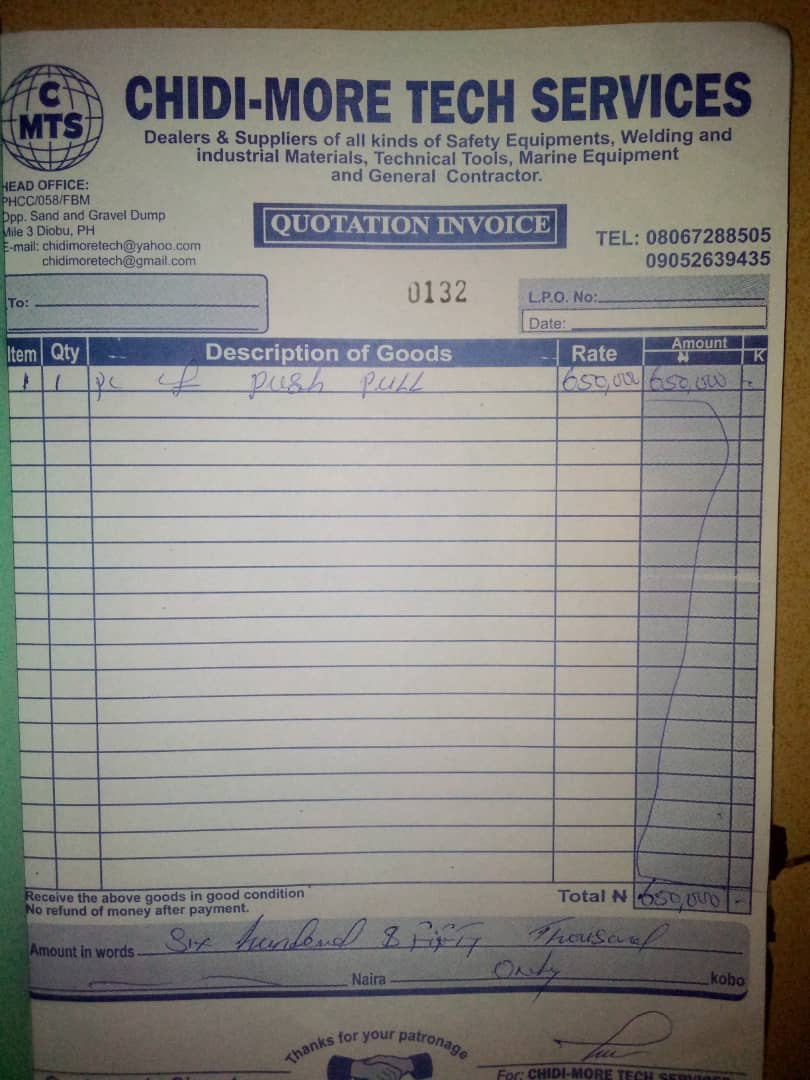 C
MTS
CHIDI-MORE TECH SERVICES
Dealers & Suppliers of all kinds of Safety Equipments, Welding and
industrial Materials, Technical Tools, Marine Equipment
and General Contractor.
HEAD OFFICE:
PHCC/058/FBM
Opp. Sand and Gravel Dump
Mile 3 Diobu, PH
E-mail: chidimoretech@yahoo.com
chidimoretech@gmail.com
QUOTATION INVOICE
TEL: 08067288505
09052639435
To:
0132
L.P.O. No:
Date:
Item Qty Description of Goods Rate Amount ₦ K
1 1 pc of push pull 650,000 650,000 -
Receive the above goods in good condition
No refund of money after payment.
Total ₦ 650,000 -
Amount in words Six hundred & fifty Thousand
Naira Only kobo
Thanks for your patronage
For: CHIDI-MORE TECH SERVICES